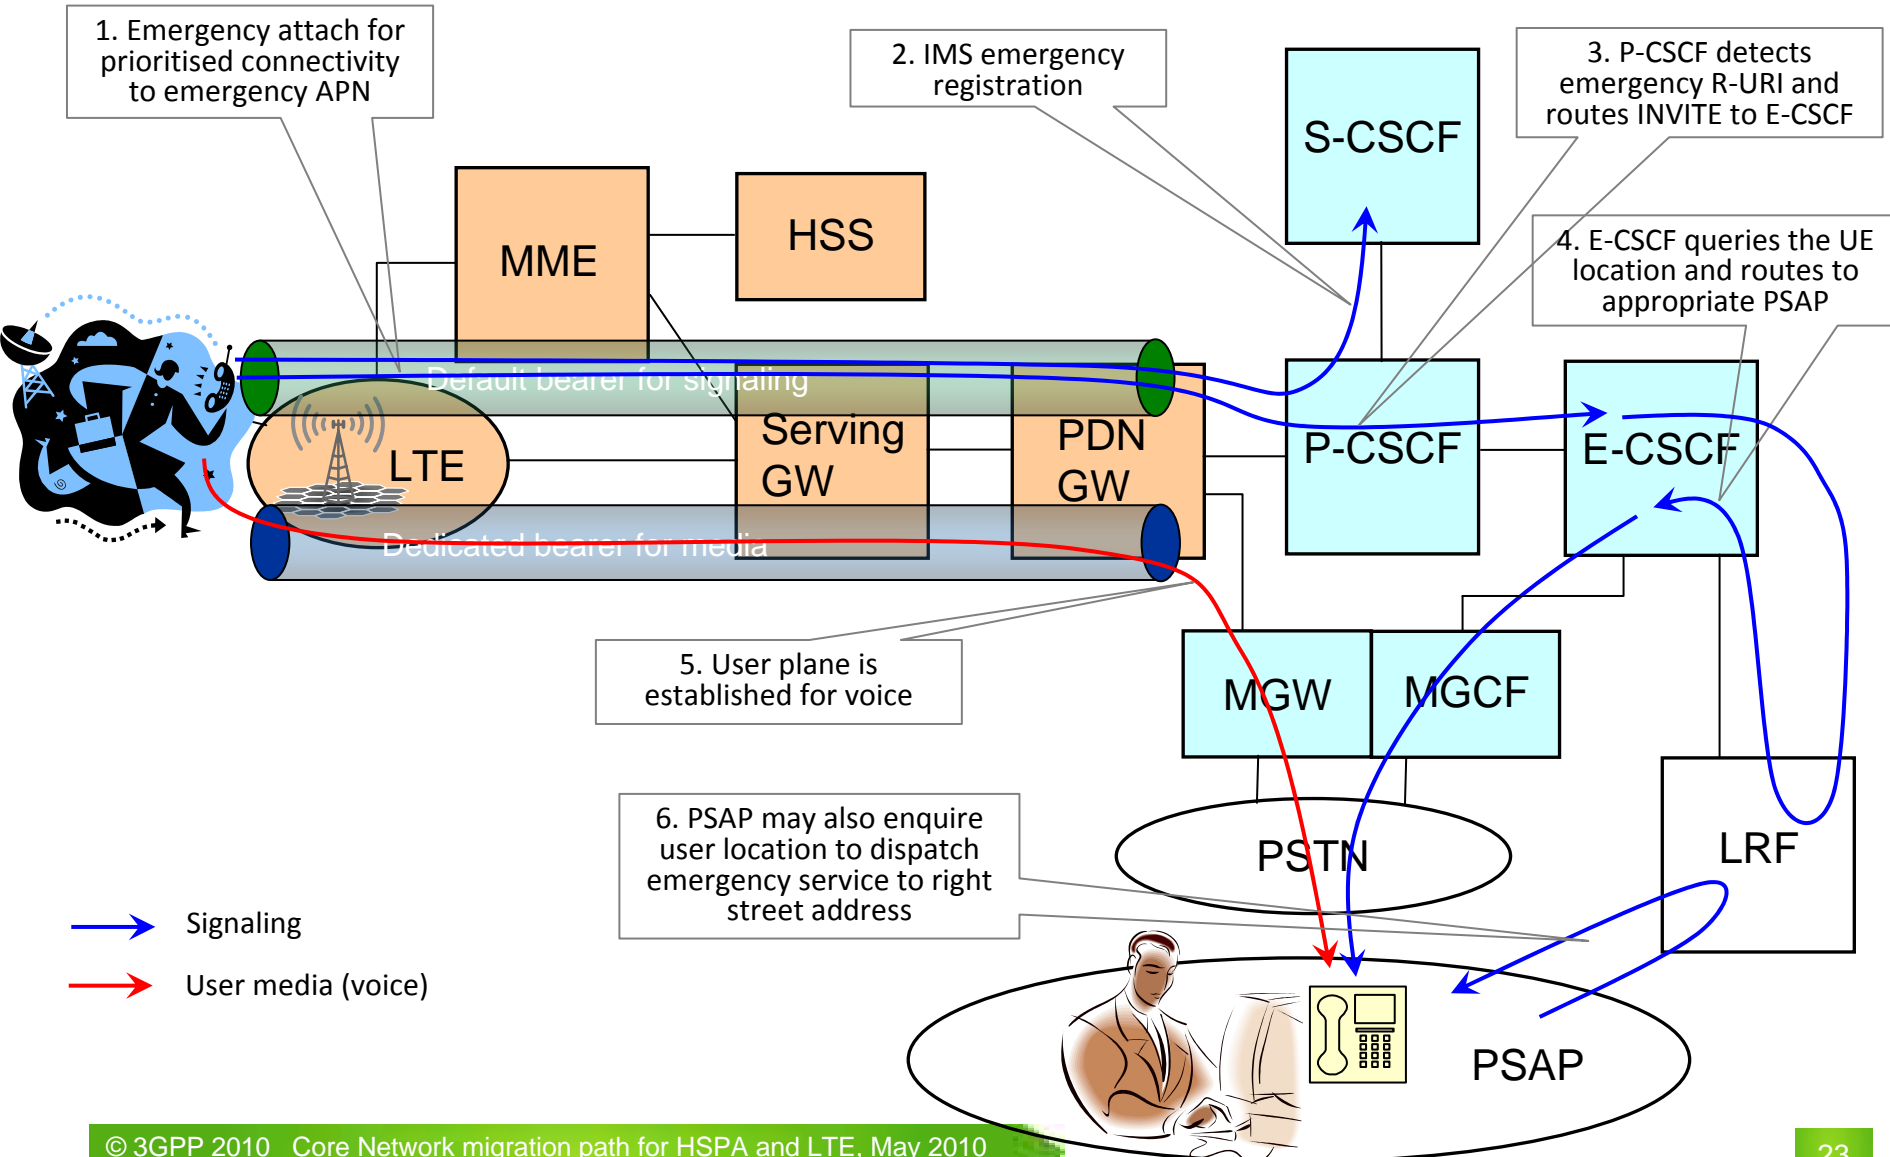 1. Emergency attach for
prioritised connectivity
to emergency APN
2. IMS emergency
registration
3. P-CSCF detects
emergency R-URI and
routes INVITE to E-CSCF
S-CSCF
HSS
MME
4. E-CSCF queries the UE
location and routes to
appropriate PSAP
Default bearer for signaling
Serving
GW
PDN
GW
P-CSCF
E-CSCF
LTE
Dedicated bearer for media
5. User plane is
established for voice
MGW
MGCF
6. PSAP may also enquire
user location to dispatch
emergency service to right
street address
PSTN
LRF
Signaling
User media (voice)
PSAP
© 3GPP 2010 Core Network migration path for HSPA and LTE, May 2010
23